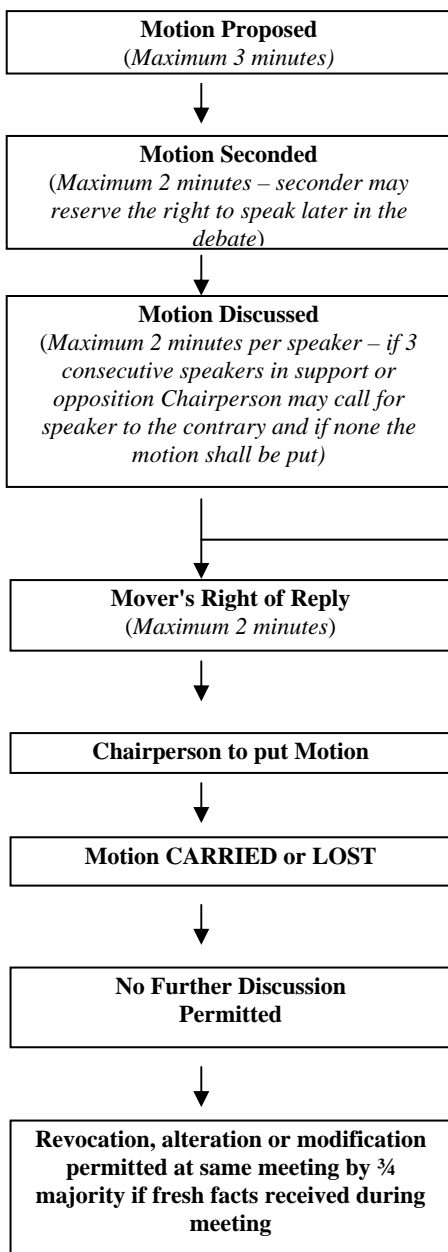 Motion Proposed
(Maximum 3 minutes)
Motion Seconded
(Maximum 2 minutes – seconder may
reserve the right to speak later in the
debate)
Motion Discussed
(Maximum 2 minutes per speaker – if 3
consecutive speakers in support or
opposition Chairperson may call for
speaker to the contrary and if none the
motion shall be put)
Mover's Right of Reply
(Maximum 2 minutes)
Chairperson to put Motion
Motion CARRIED or LOST
No Further Discussion
Permitted
Revocation, alteration or modification
permitted at same meeting by ¾
majority if fresh facts received during
meeting